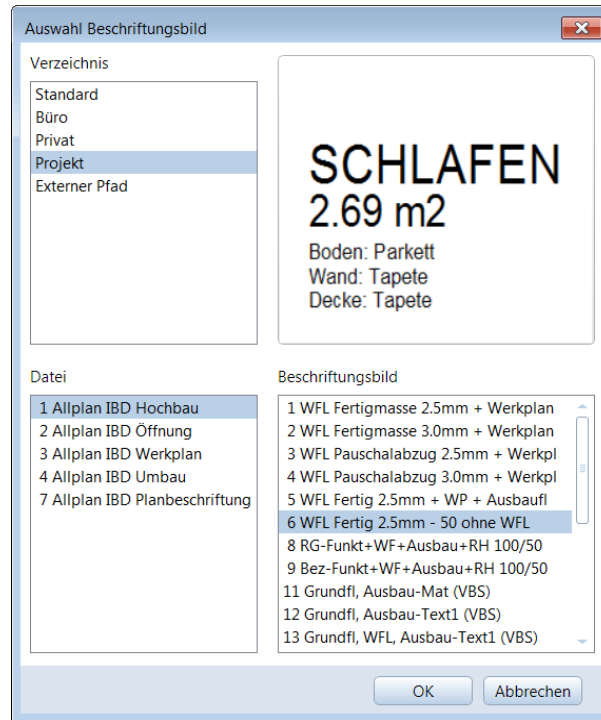 Auswahl Beschriftungsbild
Verzeichnis
Standard
Büro
Privat
Projekt
Externer Pfad
SCHLAFEN
2.69 m2
Boden: Parkett
Wand: Tapete
Decke: Tapete
Datei
1 Allplan IBD Hochbau
2 Allplan IBD Öffnung
3 Allplan IBD Werkplan
4 Allplan IBD Umbau
7 Allplan IBD Planbeschriftung
Beschriftungsbild
1 WFL Fertigmasse 2.5mm + Werkplan
2 WFL Fertigmasse 3.0mm + Werkplan
3 WFL Pauschalabzug 2.5mm + Werkpl
4 WFL Pauschalabzug 3.0mm + Werkpl
5 WFL Fertig 2.5mm + WP + Ausbaufl
6 WFL Fertig 2.5mm - 50 ohne WFL
8 RG-Funkt+WF+Ausbau+RH 100/50
9 Bez-Funkt+WF+Ausbau+RH 100/50
11 Grundfl, Ausbau-Mat (VBS)
12 Grundfl, Ausbau-Text1 (VBS)
13 Grundfl, WFL, Ausbau-Text1 (VBS)
OK
Abbrechen